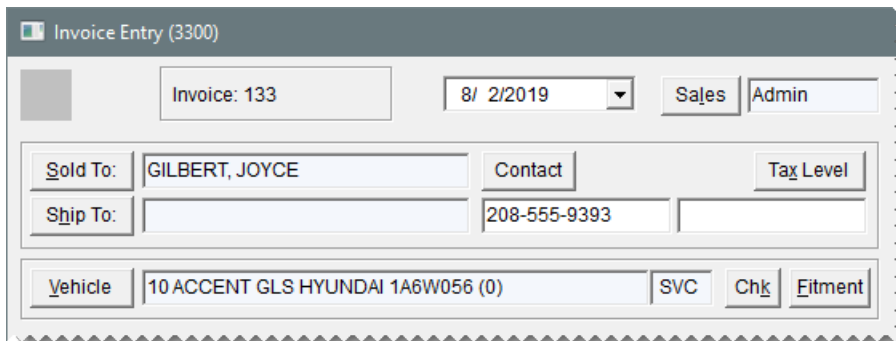 Invoice Entry (3300)
Invoice: 133 8/ 2/2019 Sales Admin
Sold To: GILBERT, JOYCE Contact Tax Level
Ship To: 208-555-9393
Vehicle 10 ACCENT GLS HYUNDAI 1A6W056 (0) SVC Chk Fitment